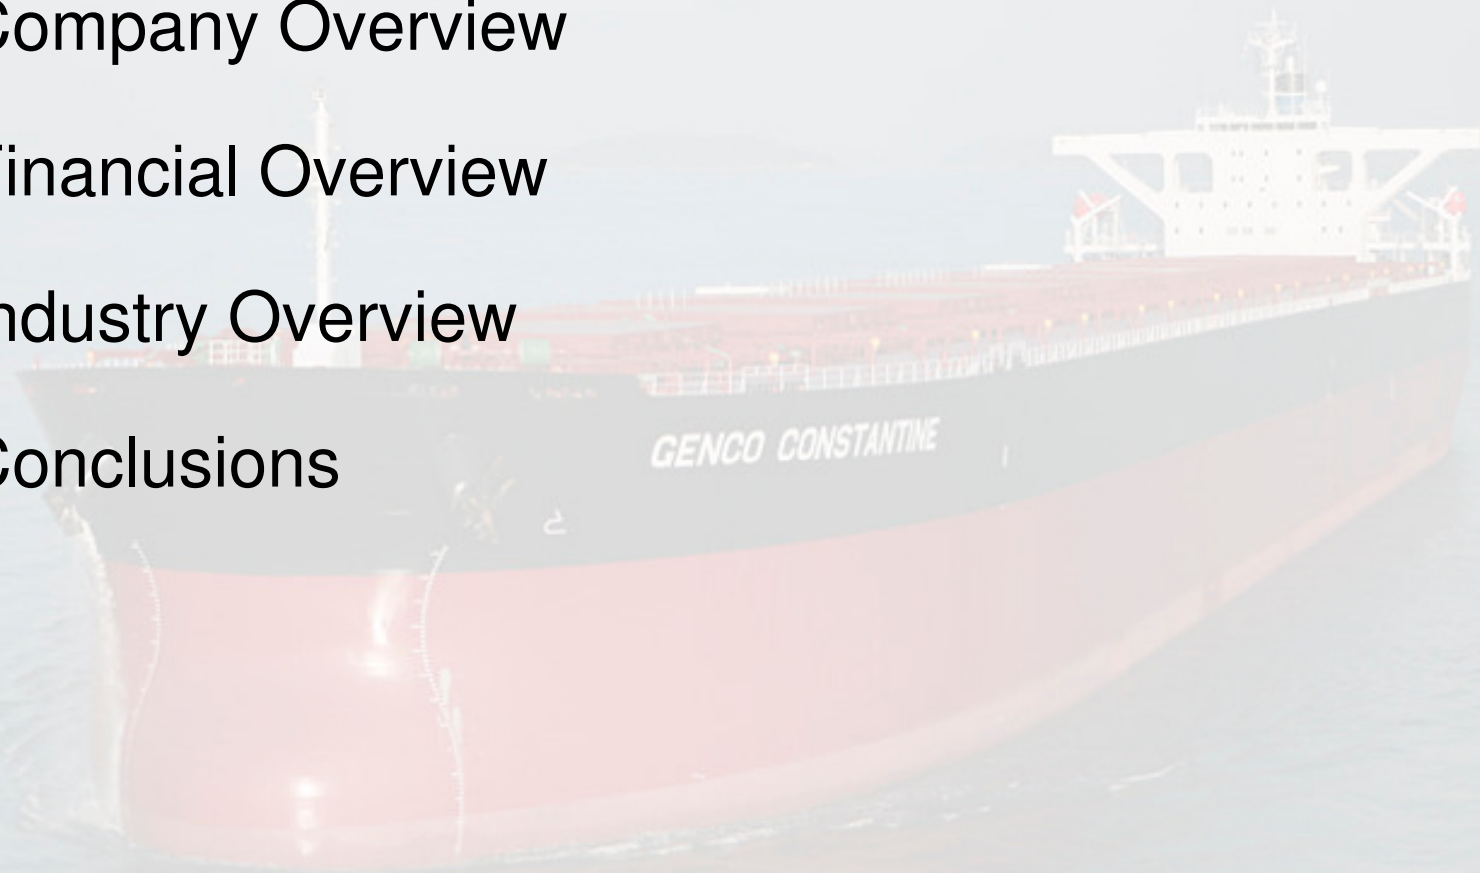 Company Overview
Financial Overview
Industry Overview
GENCO CONSTANTINE
Conclusions